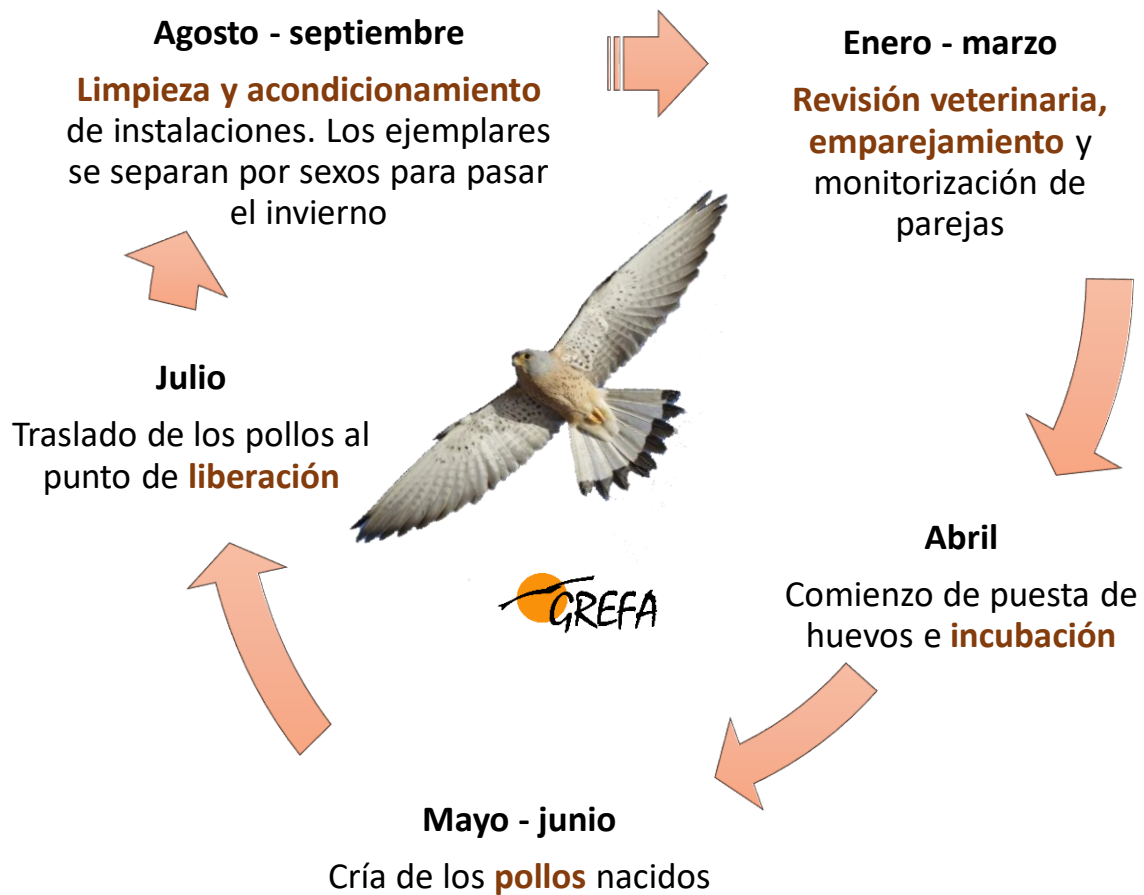 Agosto - septiembre
Limpieza y acondicionamiento
de instalaciones. Los ejemplares
se separan por sexos para pasar
el invierno
Enero - marzo
Revisión veterinaria,
emparejamiento y
monitorización de
parejas
Abril
Comienzo de puesta de
huevos e incubación
Mayo - junio
Cría de los pollos nacidos
Julio
Traslado de los pollos al
punto de liberación
GREFA